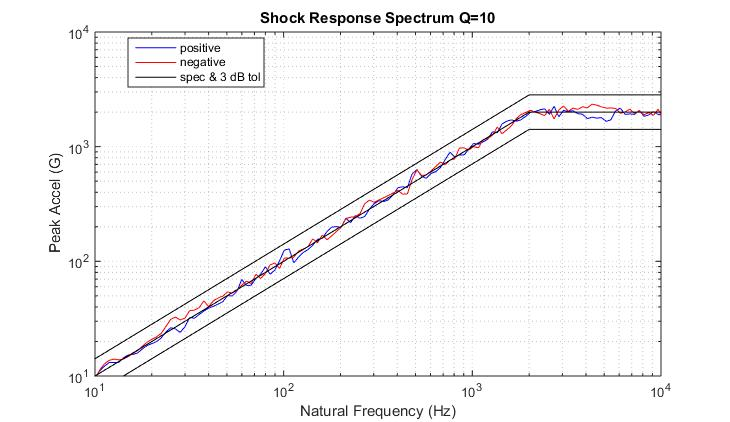 Shock Response Spectrum Q=10
10^4
positive
negative
spec & 3 dB tol
10^3
Peak Accel (G)
10^2
10^1
10^1 10^2 10^3 10^4
Natural Frequency (Hz)